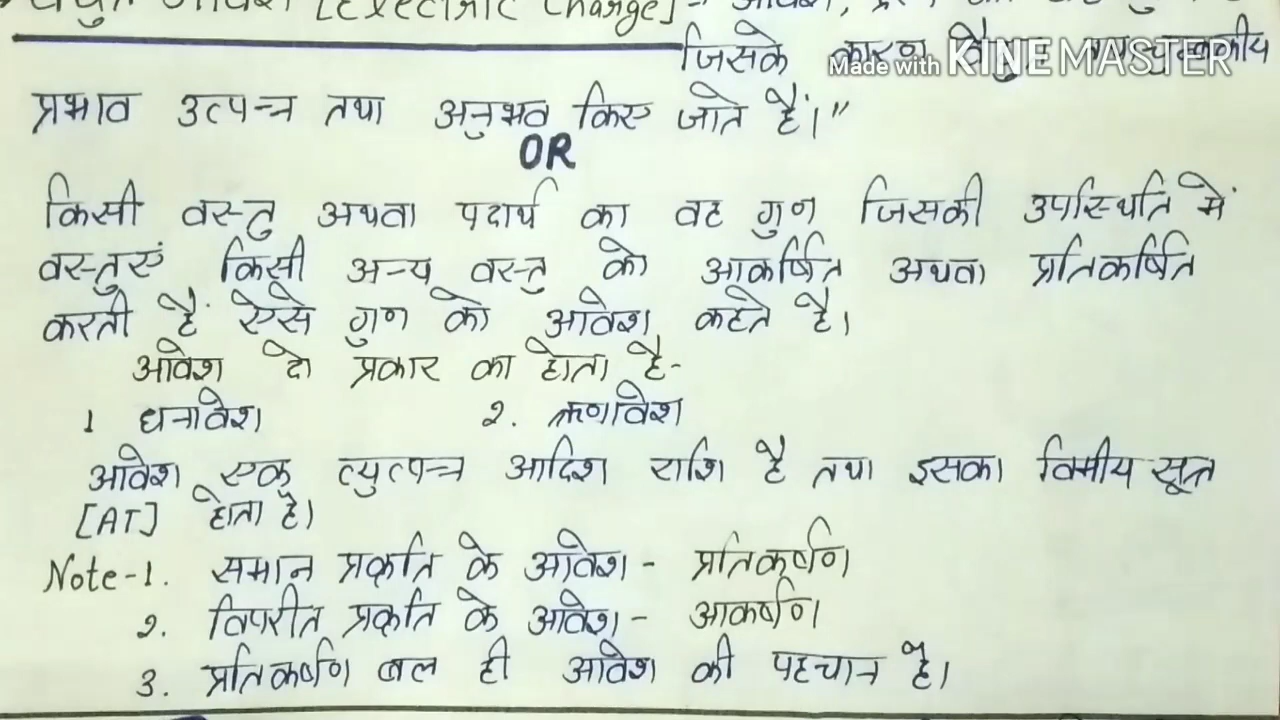 [Electric Charge]
जिसके कारण
Made with KINEMASTER
प्रभाव उत्पन्न तथा अनुभव किए जाते हैं।"
OR
किसी वस्तु अथवा पदार्थ का वह गुण जिसकी उपस्थिति में
वस्तुएं किसी अन्य वस्तु को आकर्षित अथवा प्रतिकर्षित
करती हैं ऐसे गुण को आवेश कहते है।
आवेश दो प्रकार का होता है-
1 धनावेश 2. ऋणावेश
आवेश एक व्युत्पन्न अदिश राशि है तथा इसका विमीय सूत्र
[AT] होता है।
Note-1. समान प्रकृति के आवेश - प्रतिकर्षण
2. विपरीत प्रकृति के आवेश - आकर्षण
3. प्रतिकर्षण बल ही आवेश की पहचान है।